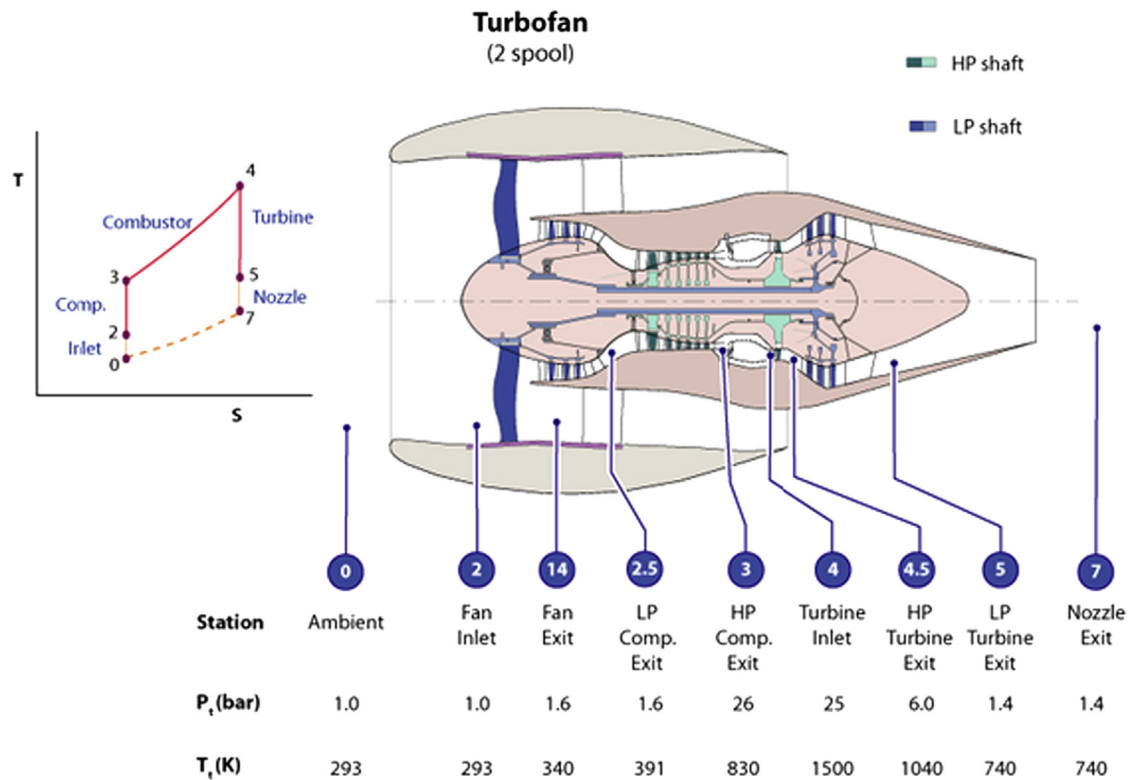 Turbofan
(2 spool)
HP shaft
LP shaft
T
4
Combustor
Turbine
3
5
Comp.
Nozzle
2
7
Inlet
0
S
0
2
14
2.5
3
4
4.5
5
7
Station
Ambient
Fan
Inlet
Fan
Exit
LP
Comp.
Exit
HP
Comp.
Exit
Turbine
Inlet
HP
Turbine
Exit
LP
Turbine
Exit
Nozzle
Exit
Pt (bar) 1.0 1.0 1.6 1.6 26 25 6.0 1.4 1.4
Tt (K) 293 293 340 391 830 1500 1040 740 740